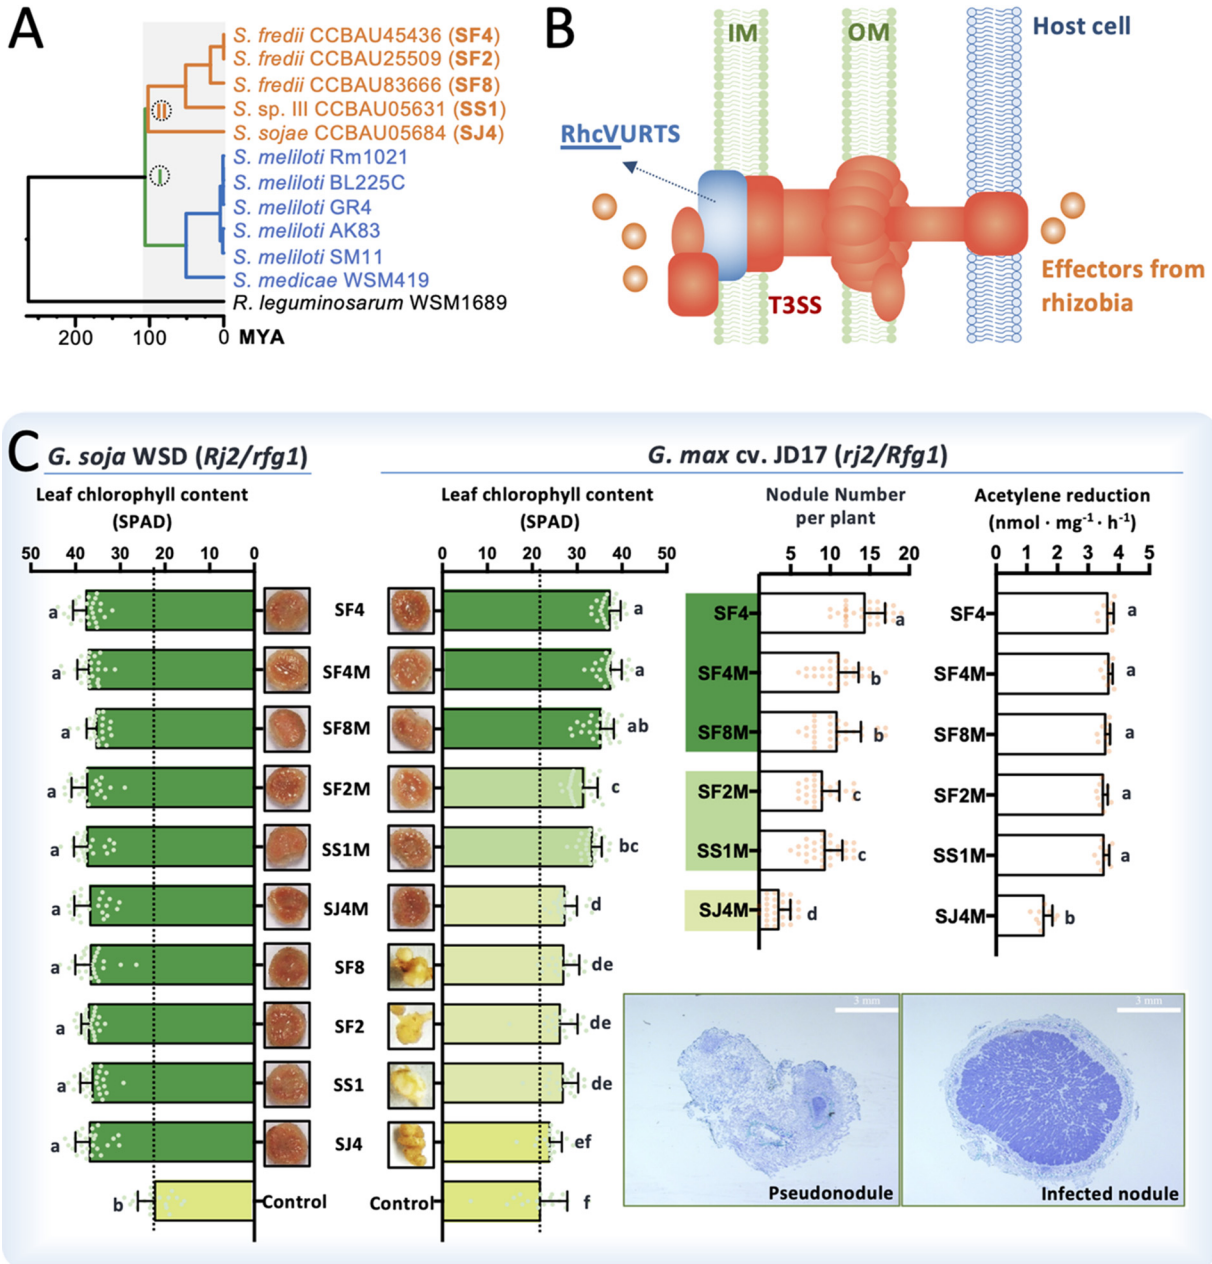 A
S. fredii CCBAU45436 (SF4)
S. fredii CCBAU25509 (SF2)
S. fredii CCBAU83666 (SF8)
S. sp. III CCBAU05631 (SS1)
S. sojae CCBAU05684 (SJ4)
S. meliloti Rm1021
S. meliloti BL225C
S. meliloti GR4
S. meliloti AK83
S. meliloti SM11
S. medicae WSM419
R. leguminosarum WSM1689
II
I
200 100 0 MYA
B
IM OM Host cell
RhcVURTS
T3SS
Effectors from
rhizobia
C
G. soja WSD (Rj2/rfg1)
G. max cv. JD17 (rj2/Rfg1)
Leaf chlorophyll content
(SPAD)
50 40 30 20 10 0
a
a
a
a
a
a
a
a
a
a
b
SF4
SF4M
SF8M
SF2M
SS1M
SJ4M
SF8
SF2
SS1
SJ4
Control
Control
Leaf chlorophyll content
(SPAD)
0 10 20 30 40 50
a
a
ab
c
bc
d
de
de
de
ef
f
Nodule Number
per plant
5 10 15 20
SF4 a
SF4M b
SF8M b
SF2M c
SS1M c
SJ4M d
Acetylene reduction
(nmol · mg⁻¹ · h⁻¹)
0 1 2 3 4 5
SF4 a
SF4M a
SF8M a
SF2M a
SS1M a
SJ4M b
3 mm
Pseudonodule
3 mm
Infected nodule